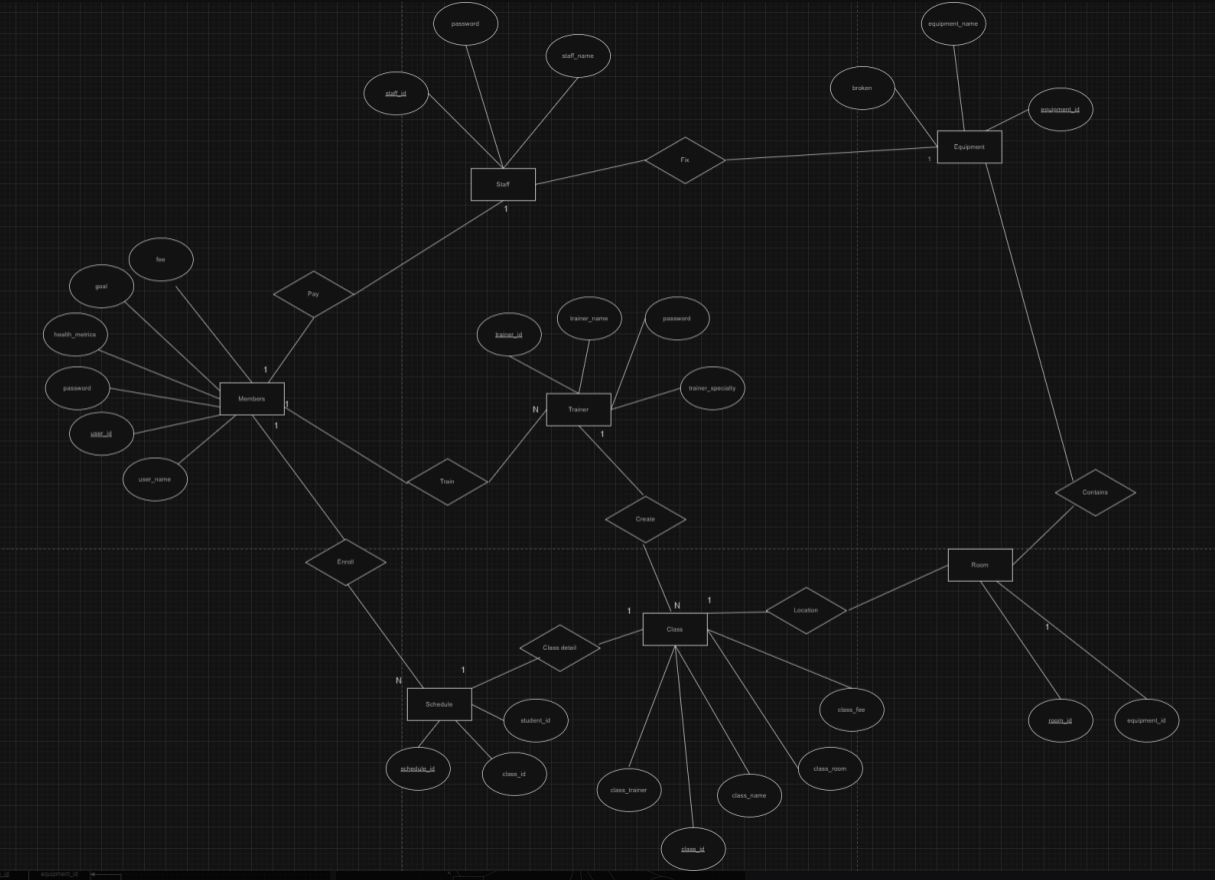 password
equipment_name
staff_name
broken
staff_id
equipment_id
Equipment
1
Fix
Staff
1
fee
goal
Pay
health_metrics
trainer_id
trainer_name
password
1
password
Members
1
trainer_specialty
N
Trainer
1
1
user_id
user_name
Train
Contains
Create
Enroll
Room
1
N
1
Location
Class
1
Class detail
1
N
Schedule
student_id
class_fee
room_id
equipment_id
schedule_id
class_id
class_room
class_trainer
class_name
class_id
_id
equipment_id